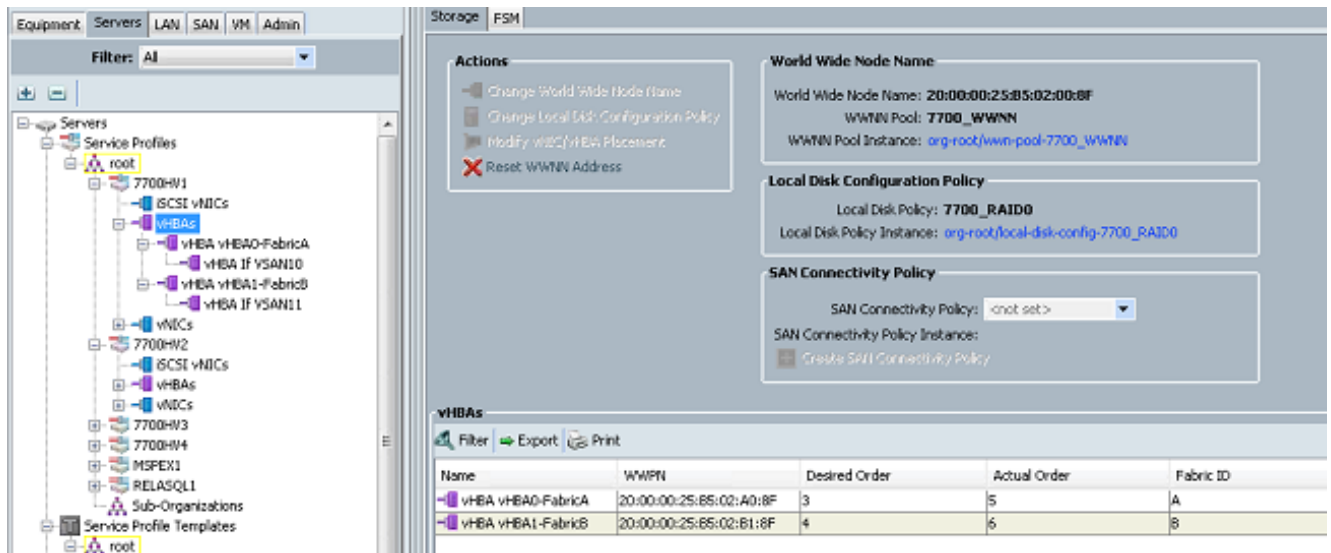 Equipment Servers LAN SAN VM Admin
Filter: All
Servers
Service Profiles
root
7700HV1
iSCSI vNICs
vHBAs
vHBA vHBA0-FabricA
vHBA If VSAN10
vHBA vHBA1-FabricB
vHBA If VSAN11
vNICs
7700HV2
iSCSI vNICs
vHBAs
vNICs
7700HV3
7700HV4
MSPEX1
RELASQL1
Sub-Organizations
Service Profile Templates
root
Storage FSM
Actions
Change World Wide Node Name
Change Local Disk Configuration Policy
Modify vNIC/vHBA Placement
Reset WWNN Address
World Wide Node Name
World Wide Node Name: 20:00:00:25:B5:02:00:8F
WWNN Pool: 7700_WWNN
WWNN Pool Instance: org-root/wwn-pool-7700_WWNN
Local Disk Configuration Policy
Local Disk Policy: 7700_RAID0
Local Disk Policy Instance: org-root/local-disk-config-7700_RAID0
SAN Connectivity Policy
SAN Connectivity Policy: <not set>
SAN Connectivity Policy Instance:
Create SAN Connectivity Policy
vHBAs
Filter Export Print
Name WWPN Desired Order Actual Order Fabric ID
vHBA vHBA0-FabricA 20:00:00:25:B5:02:A0:8F 3 5 A
vHBA vHBA1-FabricB 20:00:00:25:B5:02:B1:8F 4 6 B